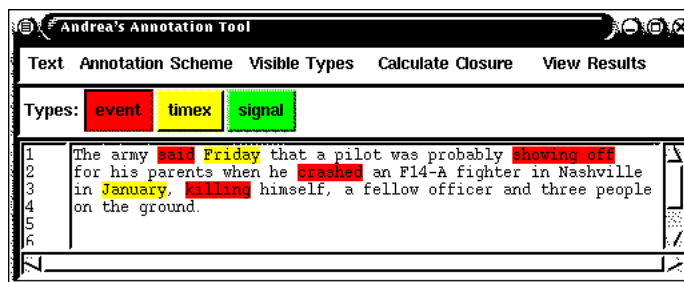 Andrea's Annotation Tool
Text Annotation Scheme Visible Types Calculate Closure View Results
Types: event timex signal
1 The army said Friday that a pilot was probably showing off
2 for his parents when he crashed an F14-A fighter in Nashville
3 in January, killing himself, a fellow officer and three people
4 on the ground.
5
6